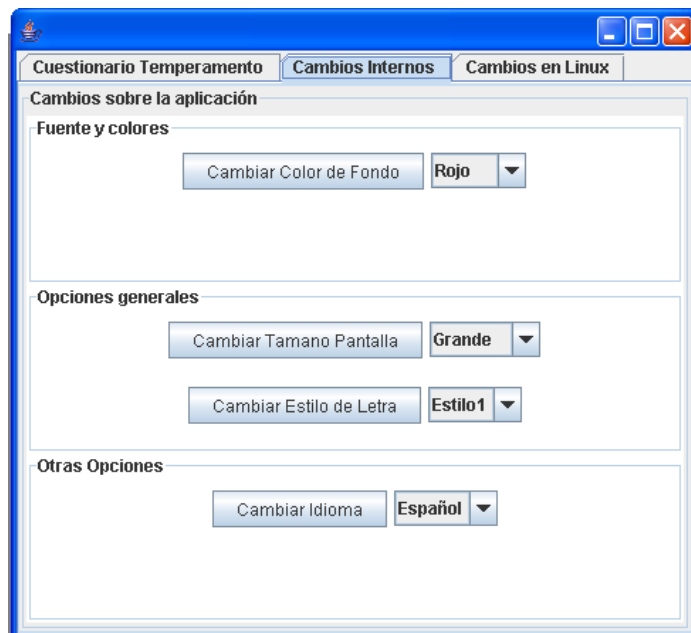 Cuestionario Temperamento Cambios Internos Cambios en Linux
Cambios sobre la aplicación
Fuente y colores
Cambiar Color de Fondo Rojo
Opciones generales
Cambiar Tamano Pantalla Grande
Cambiar Estilo de Letra Estilo1
Otras Opciones
Cambiar Idioma Español